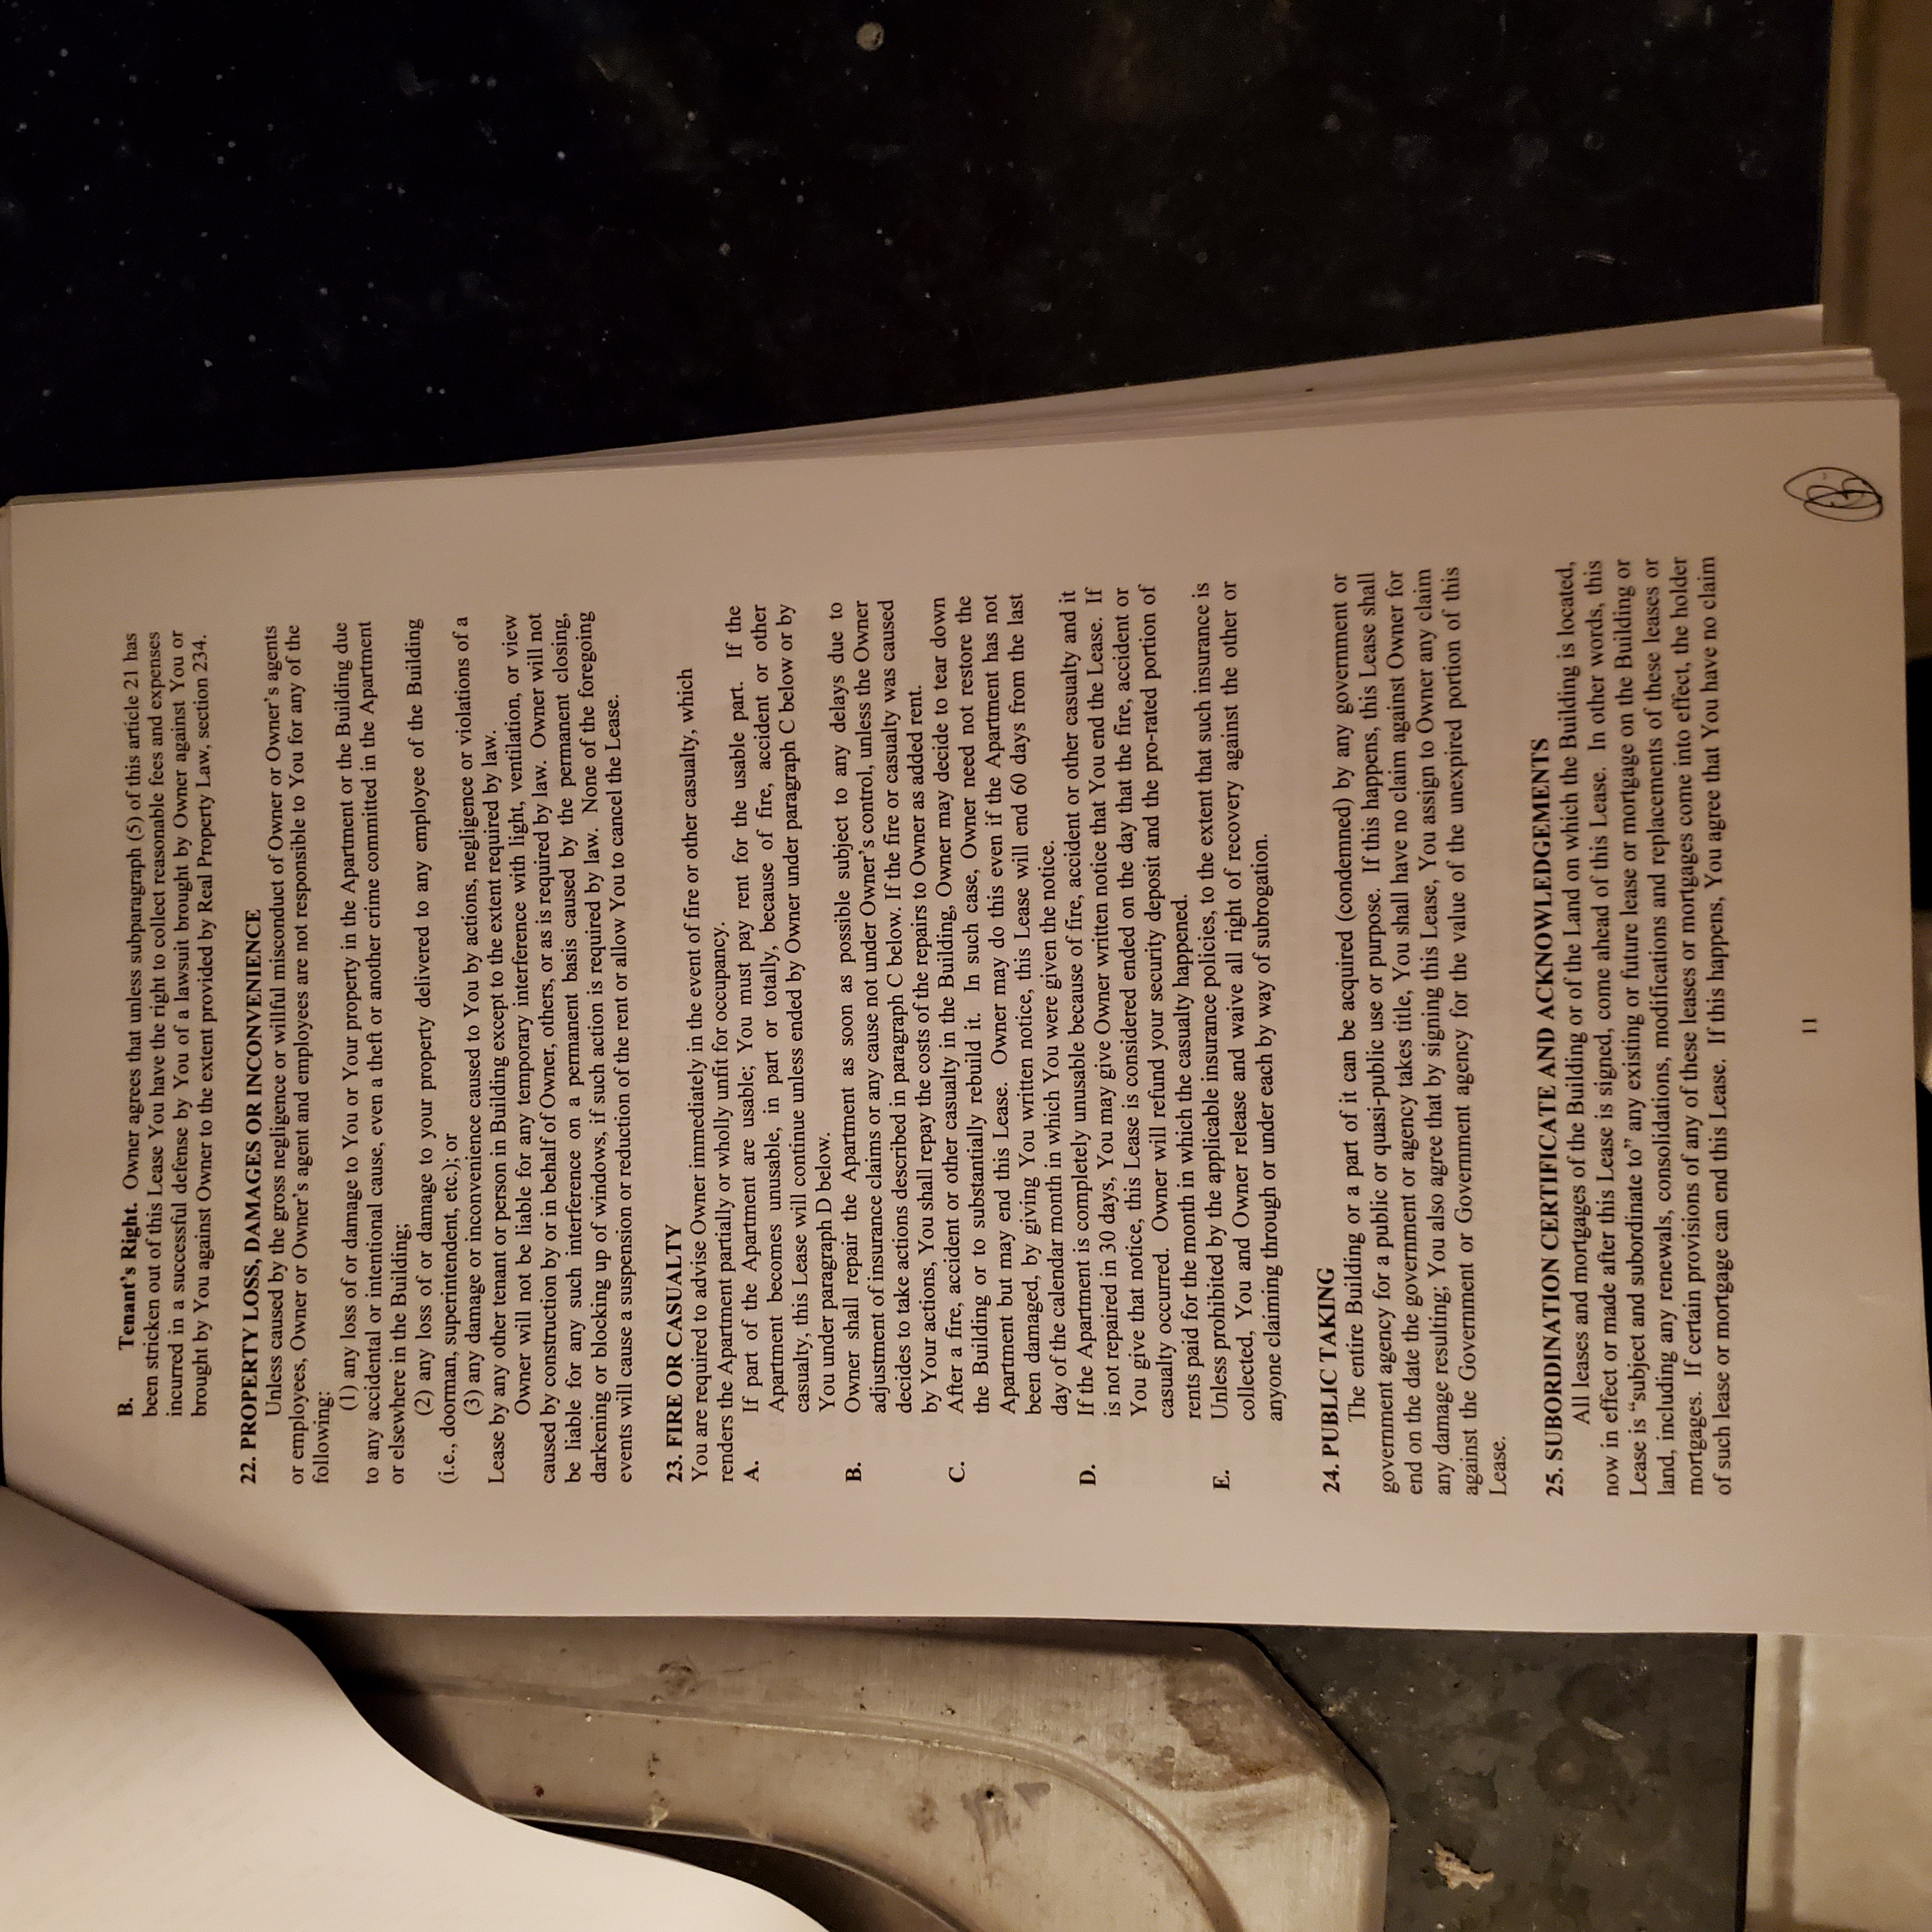 B. Tenant's Right. Owner agrees that unless subparagraph (5) of this article 21 has
been stricken out of this Lease You have the right to collect reasonable fees and expenses
incurred in a successful defense by You of a lawsuit brought by Owner against You or
brought by You against Owner to the extent provided by Real Property Law, section 234.
22. PROPERTY LOSS, DAMAGES OR INCONVENIENCE
Unless caused by the gross negligence or willful misconduct of Owner or Owner's agents
or employees, Owner or Owner's agent and employees are not responsible to You for any of the
following:
(1) any loss of or damage to You or Your property in the Apartment or the Building due
to any accidental or intentional cause, even a theft or another crime committed in the Apartment
or elsewhere in the Building;
(2) any loss of or damage to your property delivered to any employee of the Building
(i.e., doorman, superintendent, etc.); or
(3) any damage or inconvenience caused to You by actions, negligence or violations of a
Lease by any other tenant or person in Building except to the extent required by law.
Owner will not be liable for any temporary interference with light, ventilation, or view
caused by construction by or in behalf of Owner, others, or as is required by law. Owner will not
be liable for any such interference on a permanent basis caused by the permanent closing,
darkening or blocking up of windows, if such action is required by law. None of the foregoing
events will cause a suspension or reduction of the rent or allow You to cancel the Lease.
23. FIRE OR CASUALTY
You are required to advise Owner immediately in the event of fire or other casualty, which
renders the Apartment partially or wholly unfit for occupancy.
A. If part of the Apartment are usable; You must pay rent for the usable part. If the
Apartment becomes unusable, in part or totally, because of fire, accident or other
casualty, this Lease will continue unless ended by Owner under paragraph C below or by
You under paragraph D below.
B. Owner shall repair the Apartment as soon as possible subject to any delays due to
adjustment of insurance claims or any cause not under Owner's control, unless the Owner
decides to take actions described in paragraph C below. If the fire or casualty was caused
by Your actions, You shall repay the costs of the repairs to Owner as added rent.
C. After a fire, accident or other casualty in the Building, Owner may decide to tear down
the Building or to substantially rebuild it. In such case, Owner need not restore the
Apartment but may end this Lease. Owner may do this even if the Apartment has not
been damaged, by giving You written notice, this Lease will end 60 days from the last
day of the calendar month in which You were given the notice.
D. If the Apartment is completely unusable because of fire, accident or other casualty and it
is not repaired in 30 days, You may give Owner written notice that You end the Lease. If
You give that notice, this Lease is considered ended on the day that the fire, accident or
casualty occurred. Owner will refund your security deposit and the pro-rated portion of
rents paid for the month in which the casualty happened.
E. Unless prohibited by the applicable insurance policies, to the extent that such insurance is
collected, You and Owner release and waive all right of recovery against the other or
anyone claiming through or under each by way of subrogation.
24. PUBLIC TAKING
The entire Building or a part of it can be acquired (condemned) by any government or
government agency for a public or quasi-public use or purpose. If this happens, this Lease shall
end on the date the government or agency takes title, You shall have no claim against Owner for
any damage resulting; You also agree that by signing this Lease, You assign to Owner any claim
against the Government or Government agency for the value of the unexpired portion of this
Lease.
25. SUBORDINATION CERTIFICATE AND ACKNOWLEDGEMENTS
All leases and mortgages of the Building or of the Land on which the Building is located,
now in effect or made after this Lease is signed, come ahead of this Lease. In other words, this
Lease is "subject and subordinate to" any existing or future lease or mortgage on the Building or
land, including any renewals, consolidations, modifications and replacements of these leases or
mortgages. If certain provisions of any of these leases or mortgages come into effect, the holder
of such lease or mortgage can end this Lease. If this happens, You agree that You have no claim
11